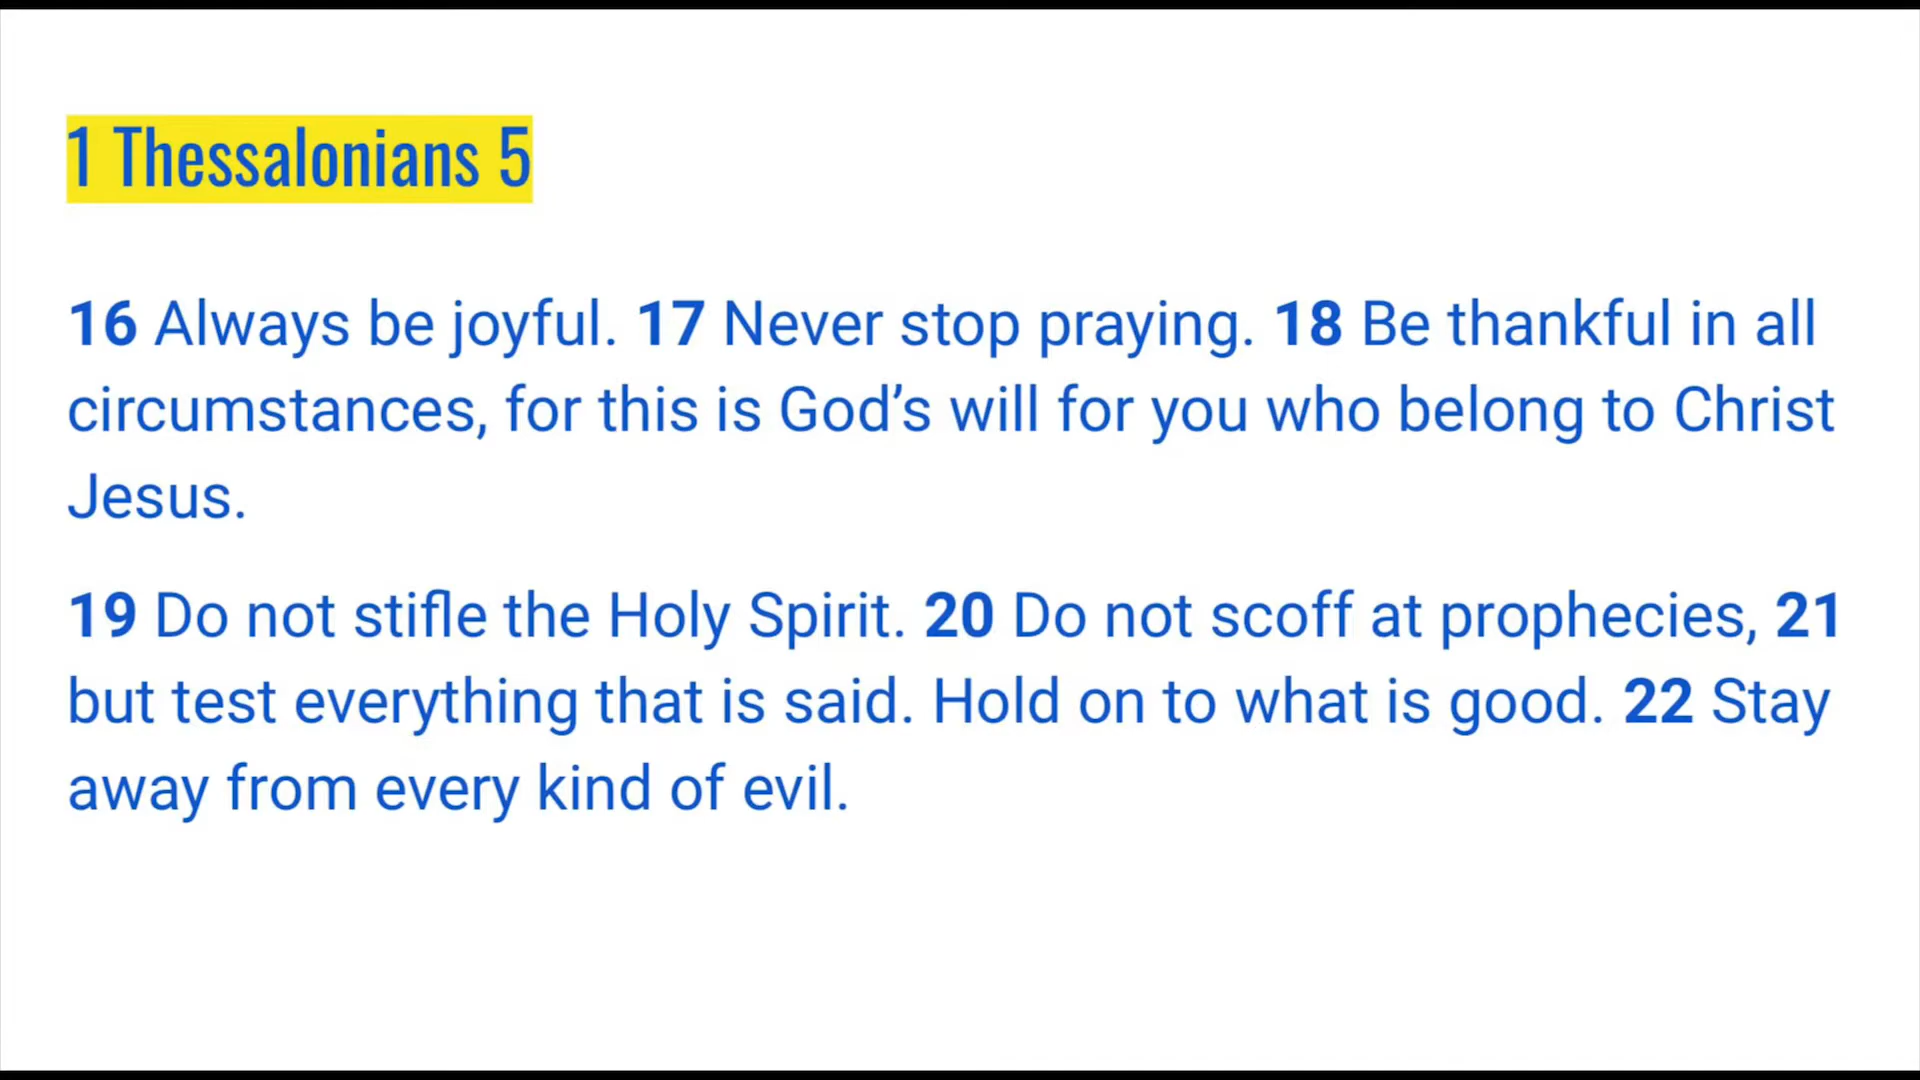 1 Thessalonians 5
16 Always be joyful. 17 Never stop praying. 18 Be thankful in all
circumstances, for this is God’s will for you who belong to Christ
Jesus.
19 Do not stifle the Holy Spirit. 20 Do not scoff at prophecies, 21
but test everything that is said. Hold on to what is good. 22 Stay
away from every kind of evil.